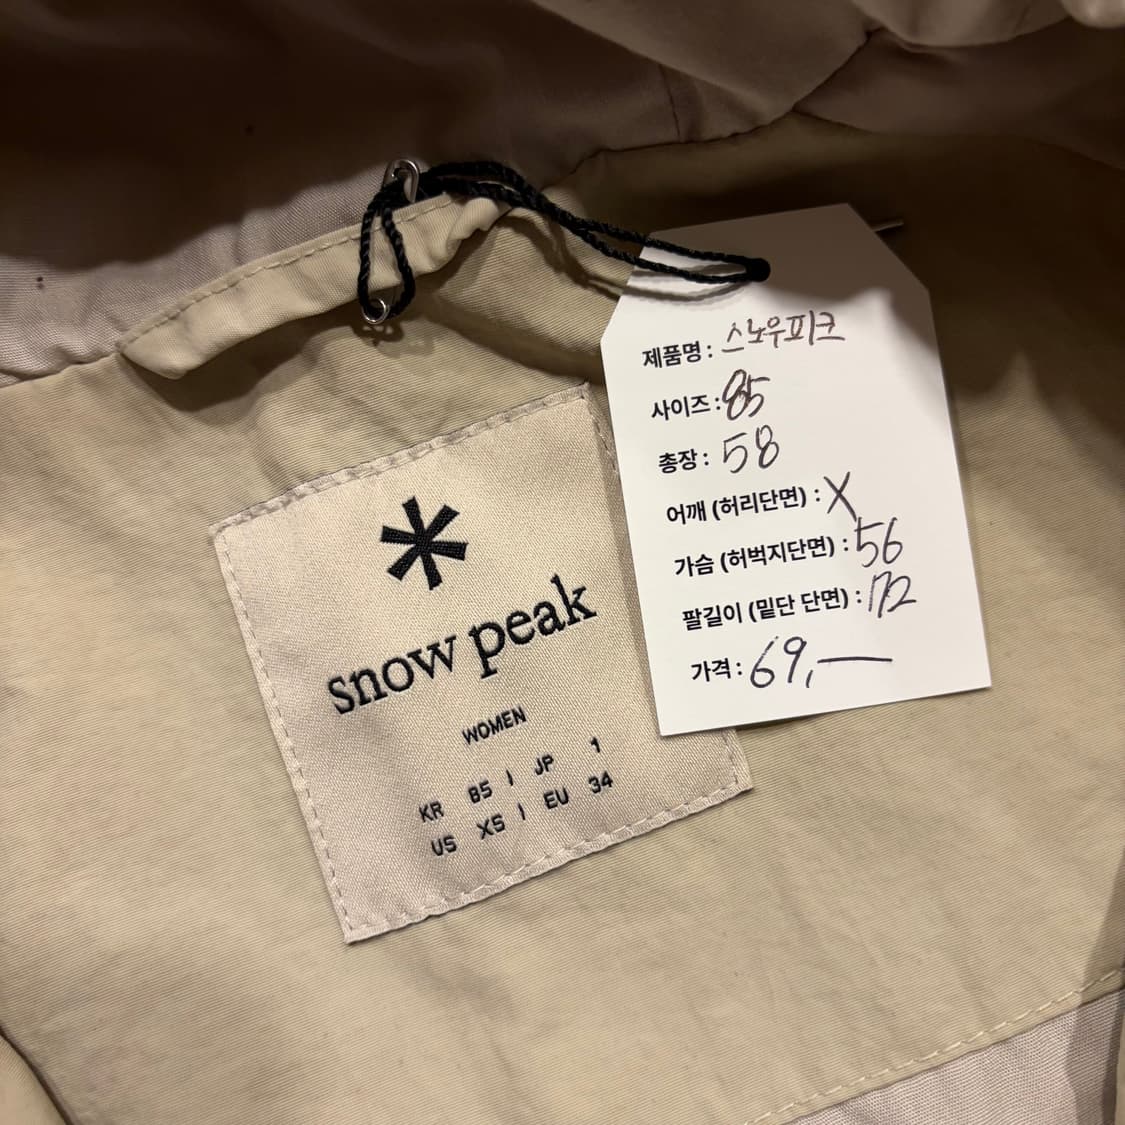 제품명 : 스노우피크
사이즈 : 85
총장 : 58
어깨 (허리단면) : X
가슴 (허벅지단면) : 56
팔길이 (밑단 단면) : 72
가격 : 69,—
snow peak
WOMEN
KR 85 | JP 1
US XS | EU 34